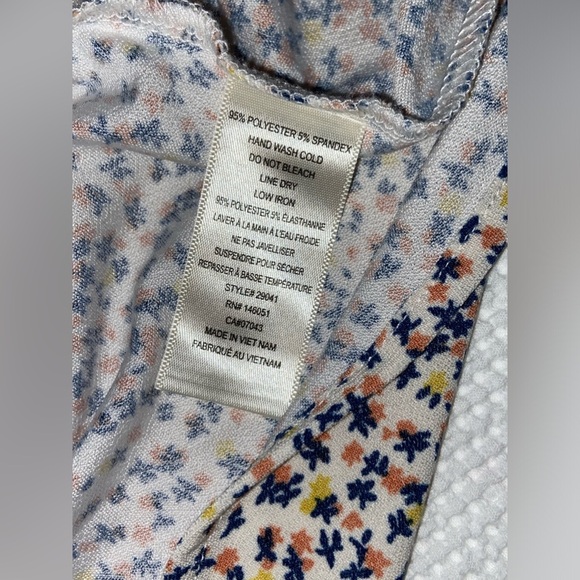 95% POLYESTER 5% SPANDEX
HAND WASH COLD
DO NOT BLEACH
LINE DRY
LOW IRON
95% POLYESTER 5% ÉLASTHANNE
LAVER À LA MAIN À L'EAU FROIDE
NE PAS JAVELLISER
SUSPENDRE POUR SÉCHER
REPASSER À BASSE TEMPÉRATURE
STYLE# 29041
RN# 146051
CA#07043
MADE IN VIET NAM
FABRIQUÉ AU VIETNAM